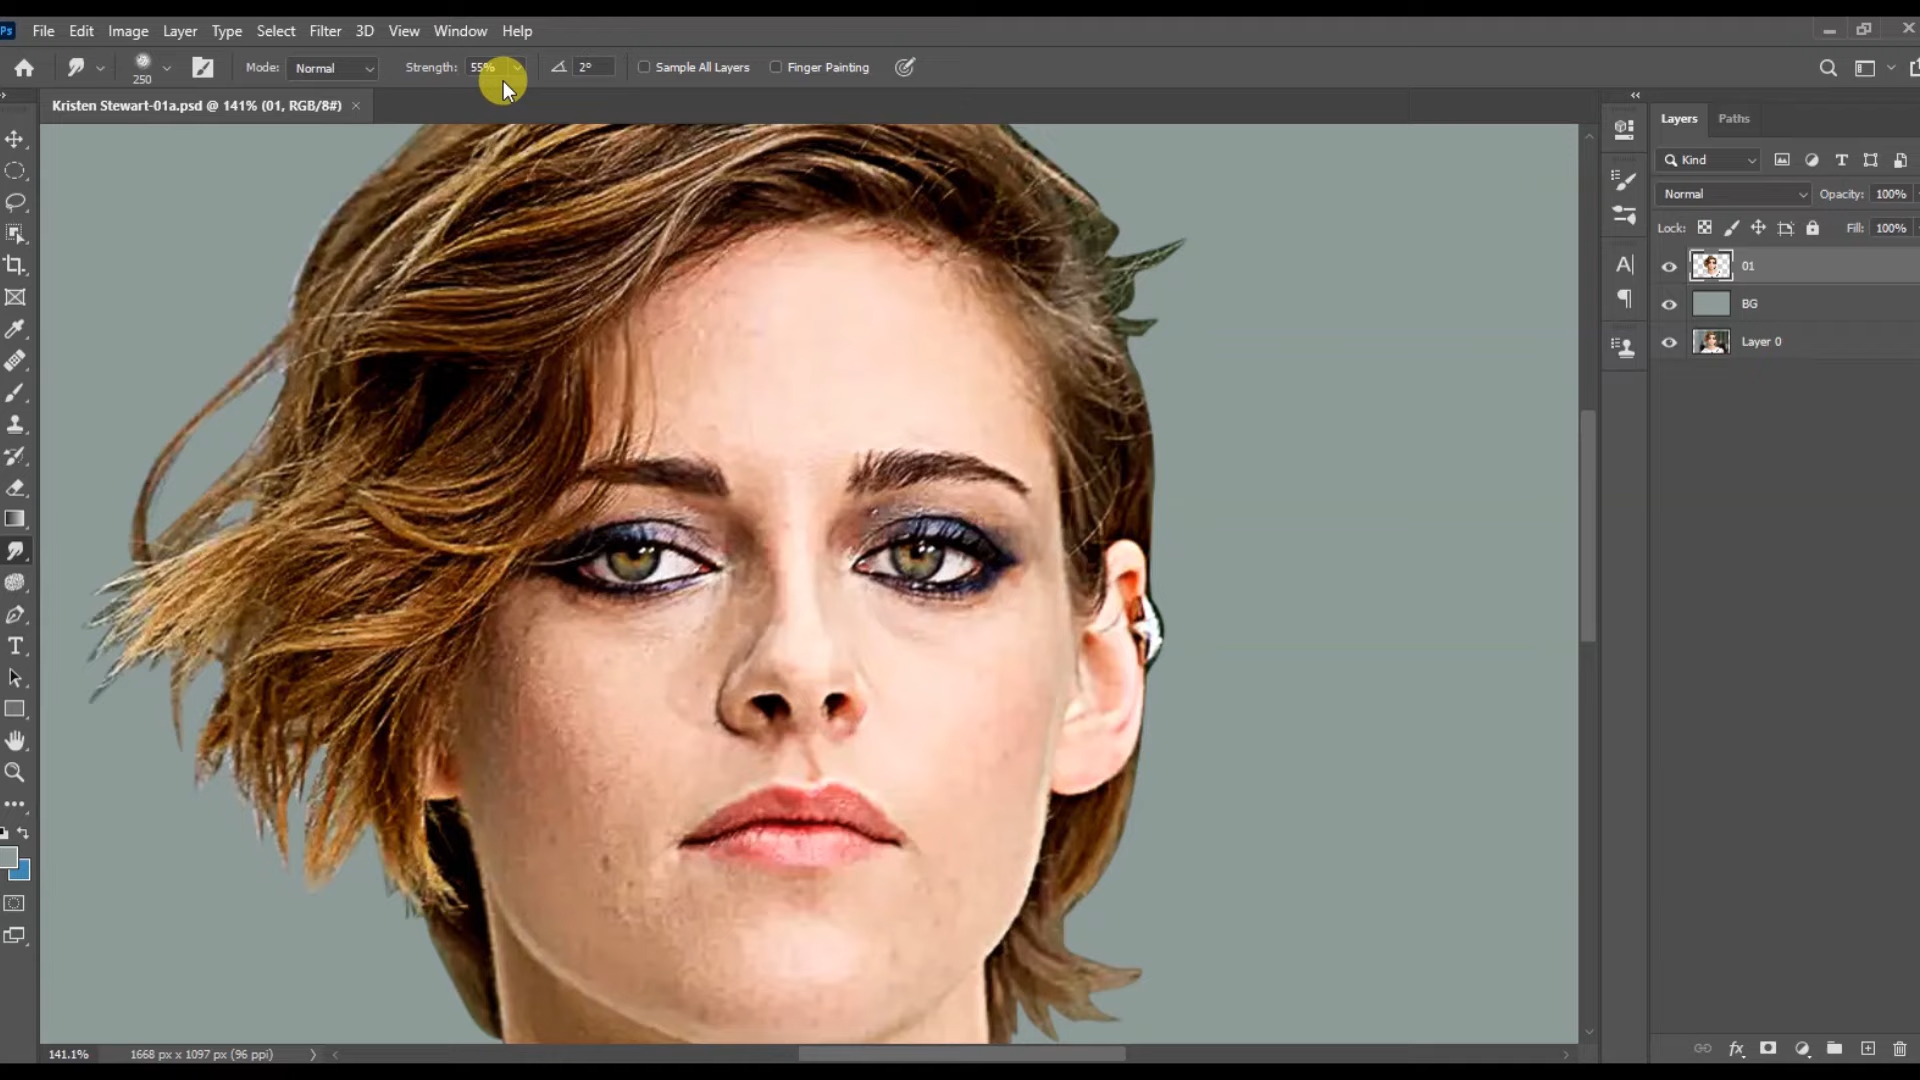 Ps File Edit Image Layer Type Select Filter 3D View Window Help
250 Mode: Normal Strength: 55% 2° Sample All Layers Finger Painting
Kristen Stewart-01a.psd @ 141% (01, RGB/8#) ×
Layers Paths
Kind
Normal Opacity: 100%
Lock: Fill: 100%
01
BG
Layer 0
141.1% 1668 px x 1097 px (96 ppi)